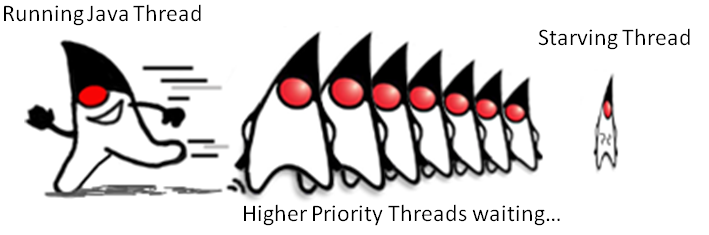 Running Java Thread
Starving Thread
Higher Priority Threads waiting...